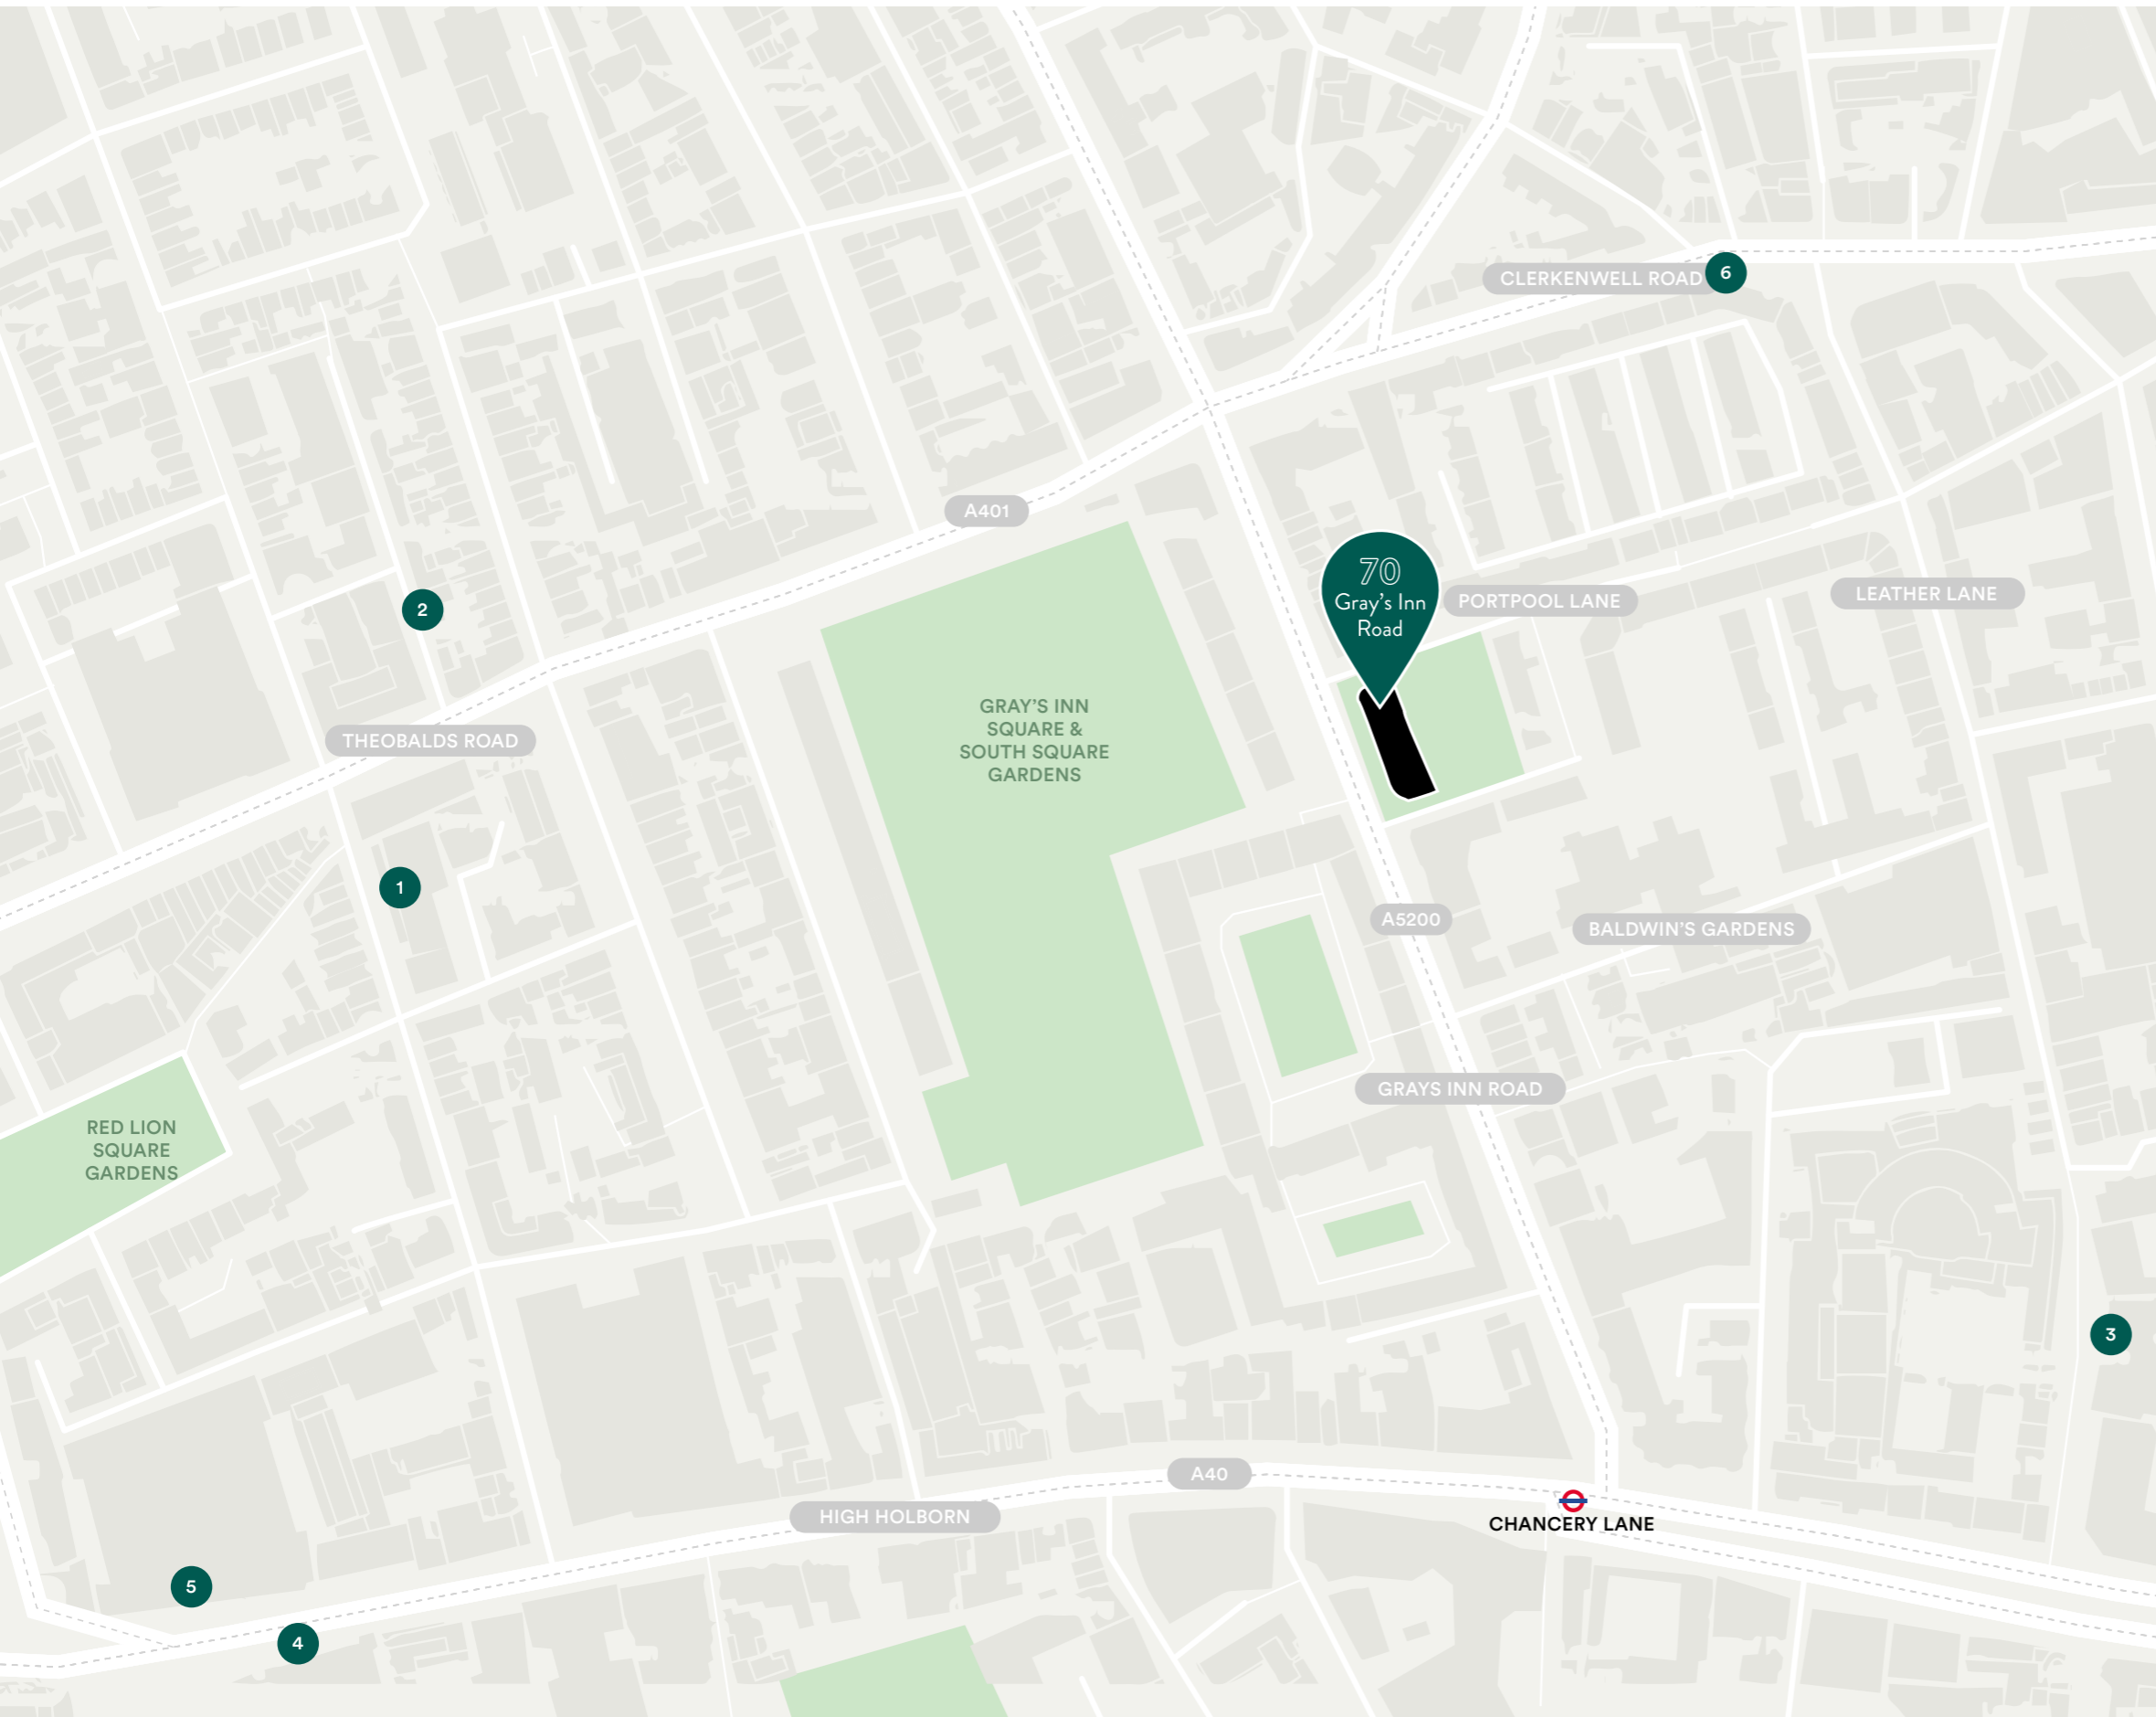 CLERKENWELL ROAD
6
A401
70
Gray's Inn
Road
PORTPOOL LANE
LEATHER LANE
2
THEOBALDS ROAD
GRAY'S INN
SQUARE &
SOUTH SQUARE
GARDENS
1
A5200
BALDWIN'S GARDENS
GRAYS INN ROAD
RED LION
SQUARE
GARDENS
3
A40
HIGH HOLBORN
CHANCERY LANE
5
4